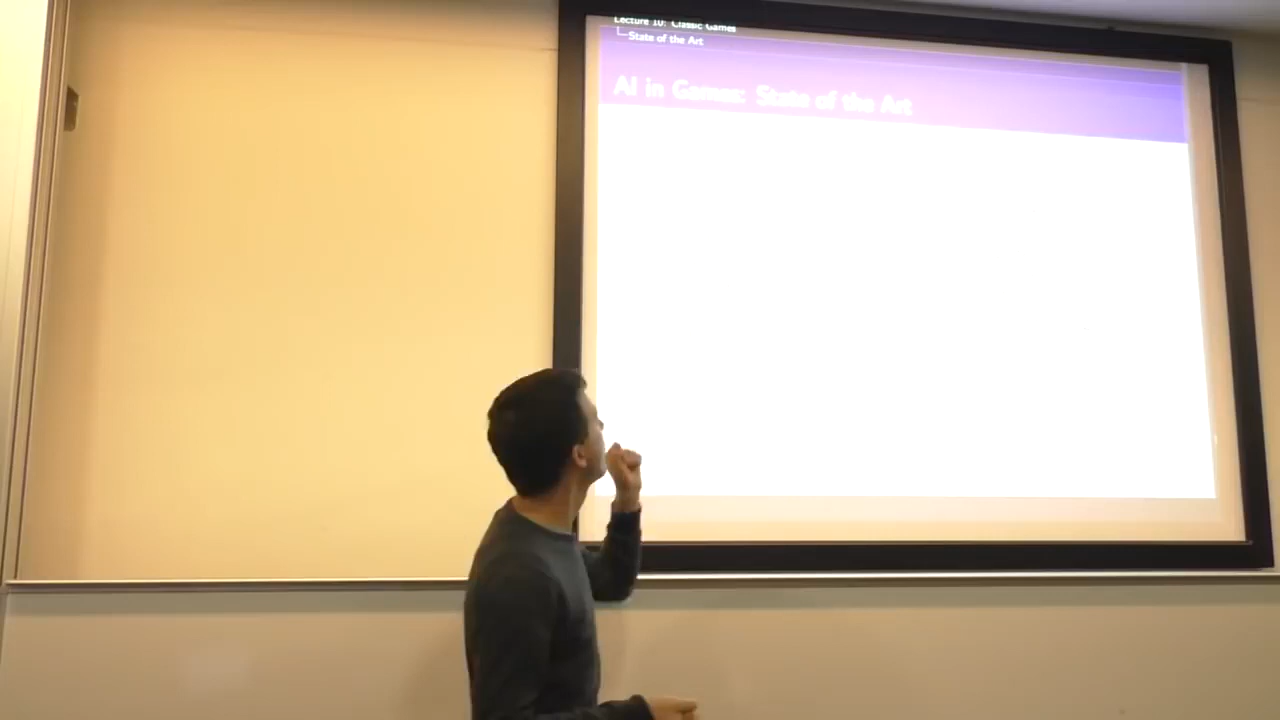 Lecture 10: Classic Games
State of the Art
AI in Games: State of the Art